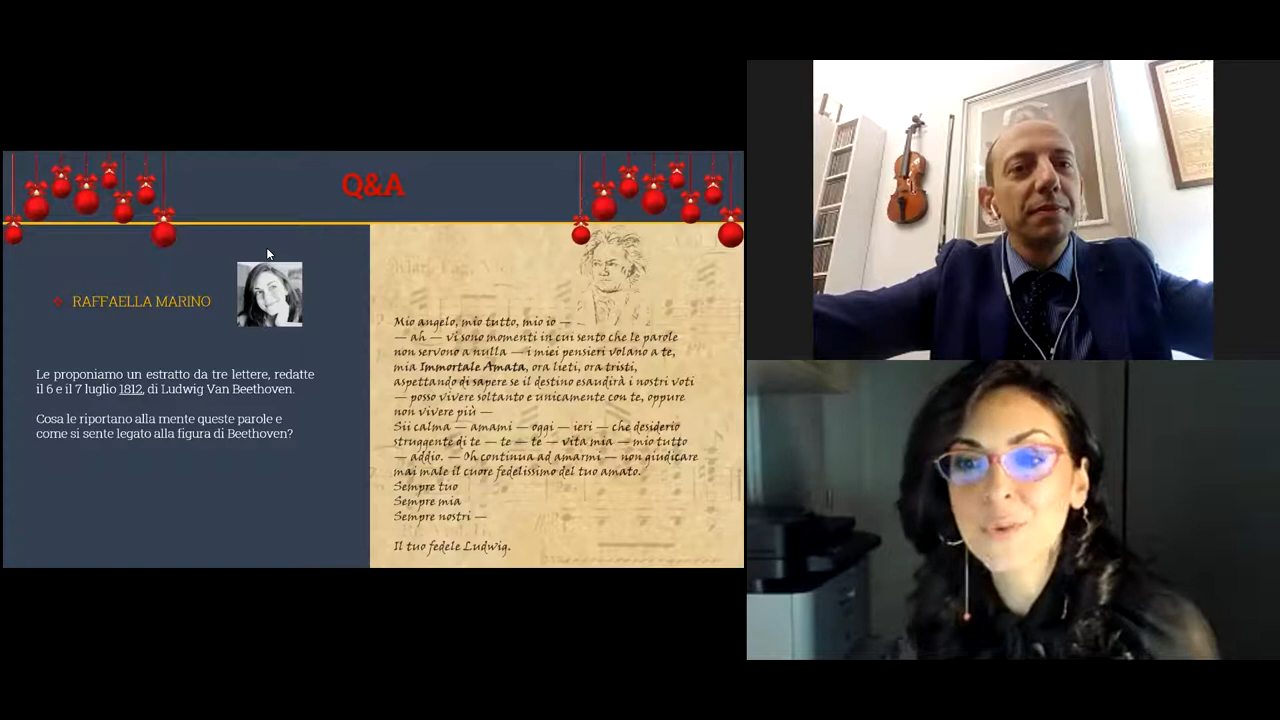 Q&A
RAFFAELLA MARINO
Le proponiamo un estratto da tre lettere, redatte
il 6 e il 7 luglio 1812, di Ludwig Van Beethoven.
Cosa le riportano alla mente queste parole e
come si sente legato alla figura di Beethoven?
Mio angelo, mio tutto, mio io —
— ah — vi sono momenti in cui sento che le parole
non servono a nulla — i miei pensieri volano a te,
mia Immortale Amata, ora lieti, ora tristi,
aspettando di sapere se il destino esaudirà i nostri voti
— posso vivere soltanto e unicamente con te, oppure
non vivere più —
Sii calma — amami — oggi — ieri — che desiderio
struggente di te — te — te — vita mia — mio tutto
— addio. — Oh continua ad amarmi — non giudicare
mai male il cuore fedelissimo del tuo amato.
Sempre tuo
Sempre mia
Sempre nostri —
Il tuo fedele Ludwig.